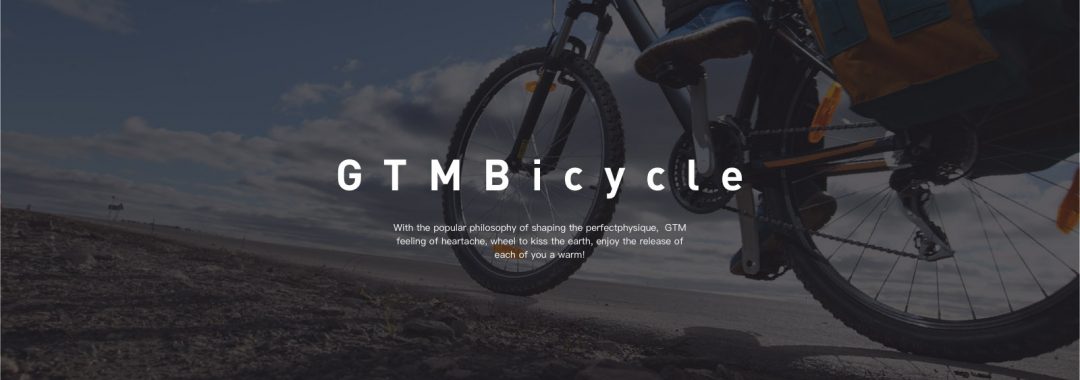 GTMBicycle
With the popular philosophy of shaping the perfectphysique, GTM
feeling of heartache, wheel to kiss the earth, enjoy the release of
each of you a warm!